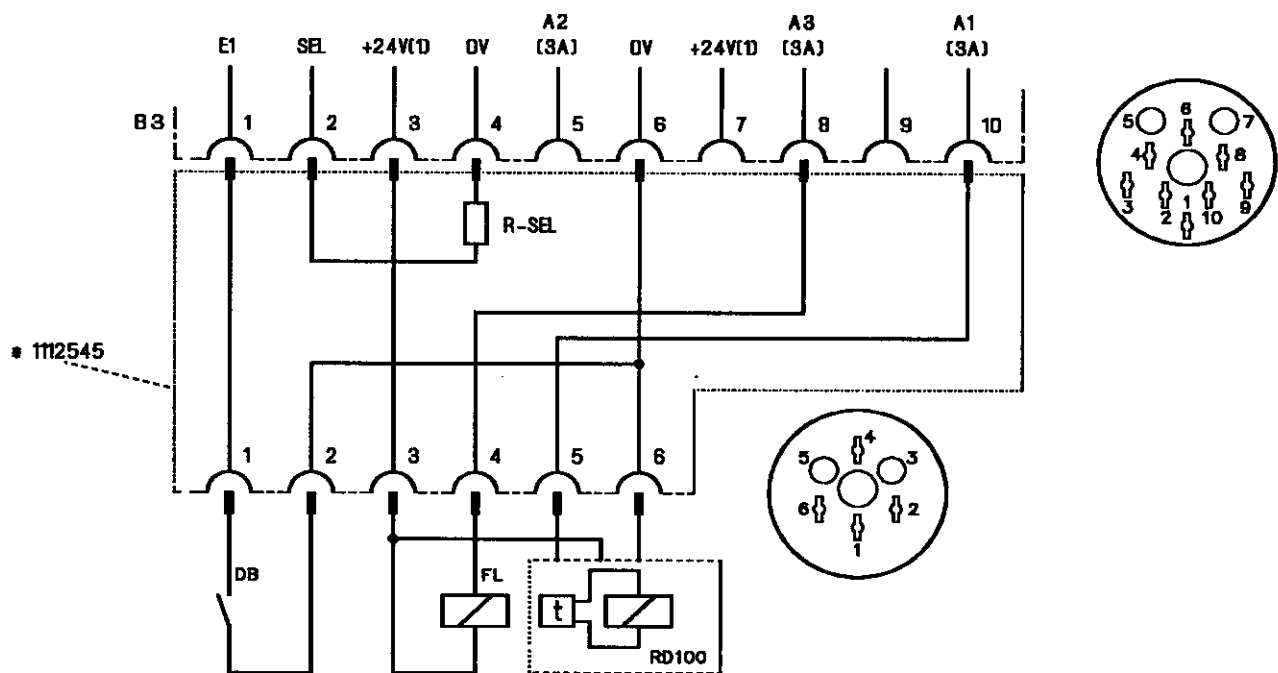 E1 SEL +24V(1) 0V A2 (3A) 0V +24V(1) A3 (3A) A1 (3A)
B3 1 2 3 4 5 6 7 8 9 10
R-SEL
* 1112545
1 2 3 4 5 6
DB FL t
RD100
5 6 7
4 8
3 2 1 10 9
4
5 3
6 2
1